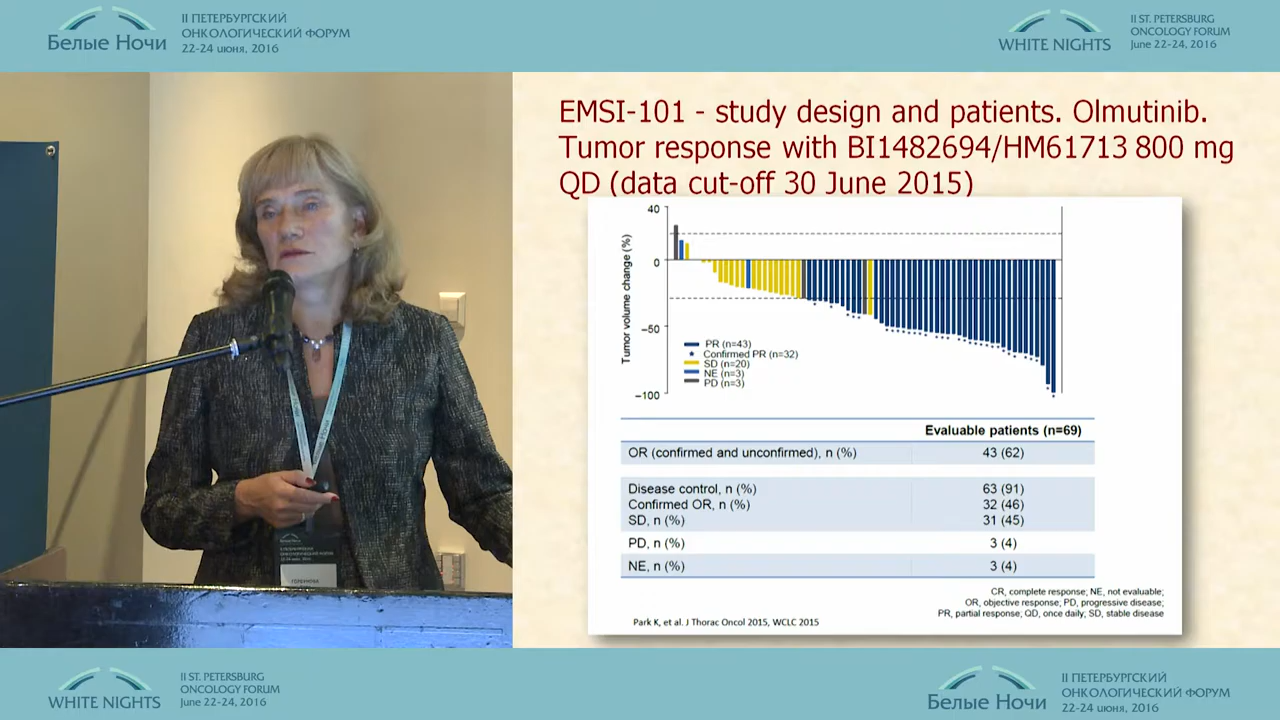 Белые Ночи
II ПЕТЕРБУРГСКИЙ
ОНКОЛОГИЧЕСКИЙ ФОРУМ
22-24 июня, 2016
WHITE NIGHTS
II ST. PETERSBURG
ONCOLOGY FORUM
June 22-24, 2016
EMSI-101 - study design and patients. Olmutinib.
Tumor response with BI1482694/HM61713 800 mg
QD (data cut-off 30 June 2015)
Tumor volume change (%)
40
0
−50
−100
PR (n=43)
* Confirmed PR (n=32)
SD (n=20)
NE (n=3)
PD (n=3)
Evaluable patients (n=69)
OR (confirmed and unconfirmed), n (%) 43 (62)
Disease control, n (%) 63 (91)
Confirmed OR, n (%) 32 (46)
SD, n (%) 31 (45)
PD, n (%) 3 (4)
NE, n (%) 3 (4)
CR, complete response; NE, not evaluable;
OR, objective response; PD, progressive disease;
PR, partial response; QD, once daily; SD, stable disease
Park K, et al. J Thorac Oncol 2015, WCLC 2015
WHITE NIGHTS
II ST. PETERSBURG
ONCOLOGY FORUM
June 22-24, 2016
Белые Ночи
II ПЕТЕРБУРГСКИЙ
ОНКОЛОГИЧЕСКИЙ ФОРУМ
22-24 июня, 2016